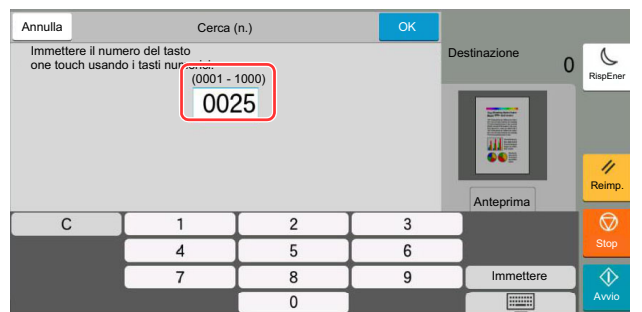 Annulla
Cerca (n.)
OK
Immettere il numero del tasto
one touch usando i tasti numerici.
(0001 - 1000)
0025
Destinazione
0
RispEner
Anteprima
Reimp.
C
1
2
3
4
5
6
7
8
9
0
Immettere
Stop
Avvio